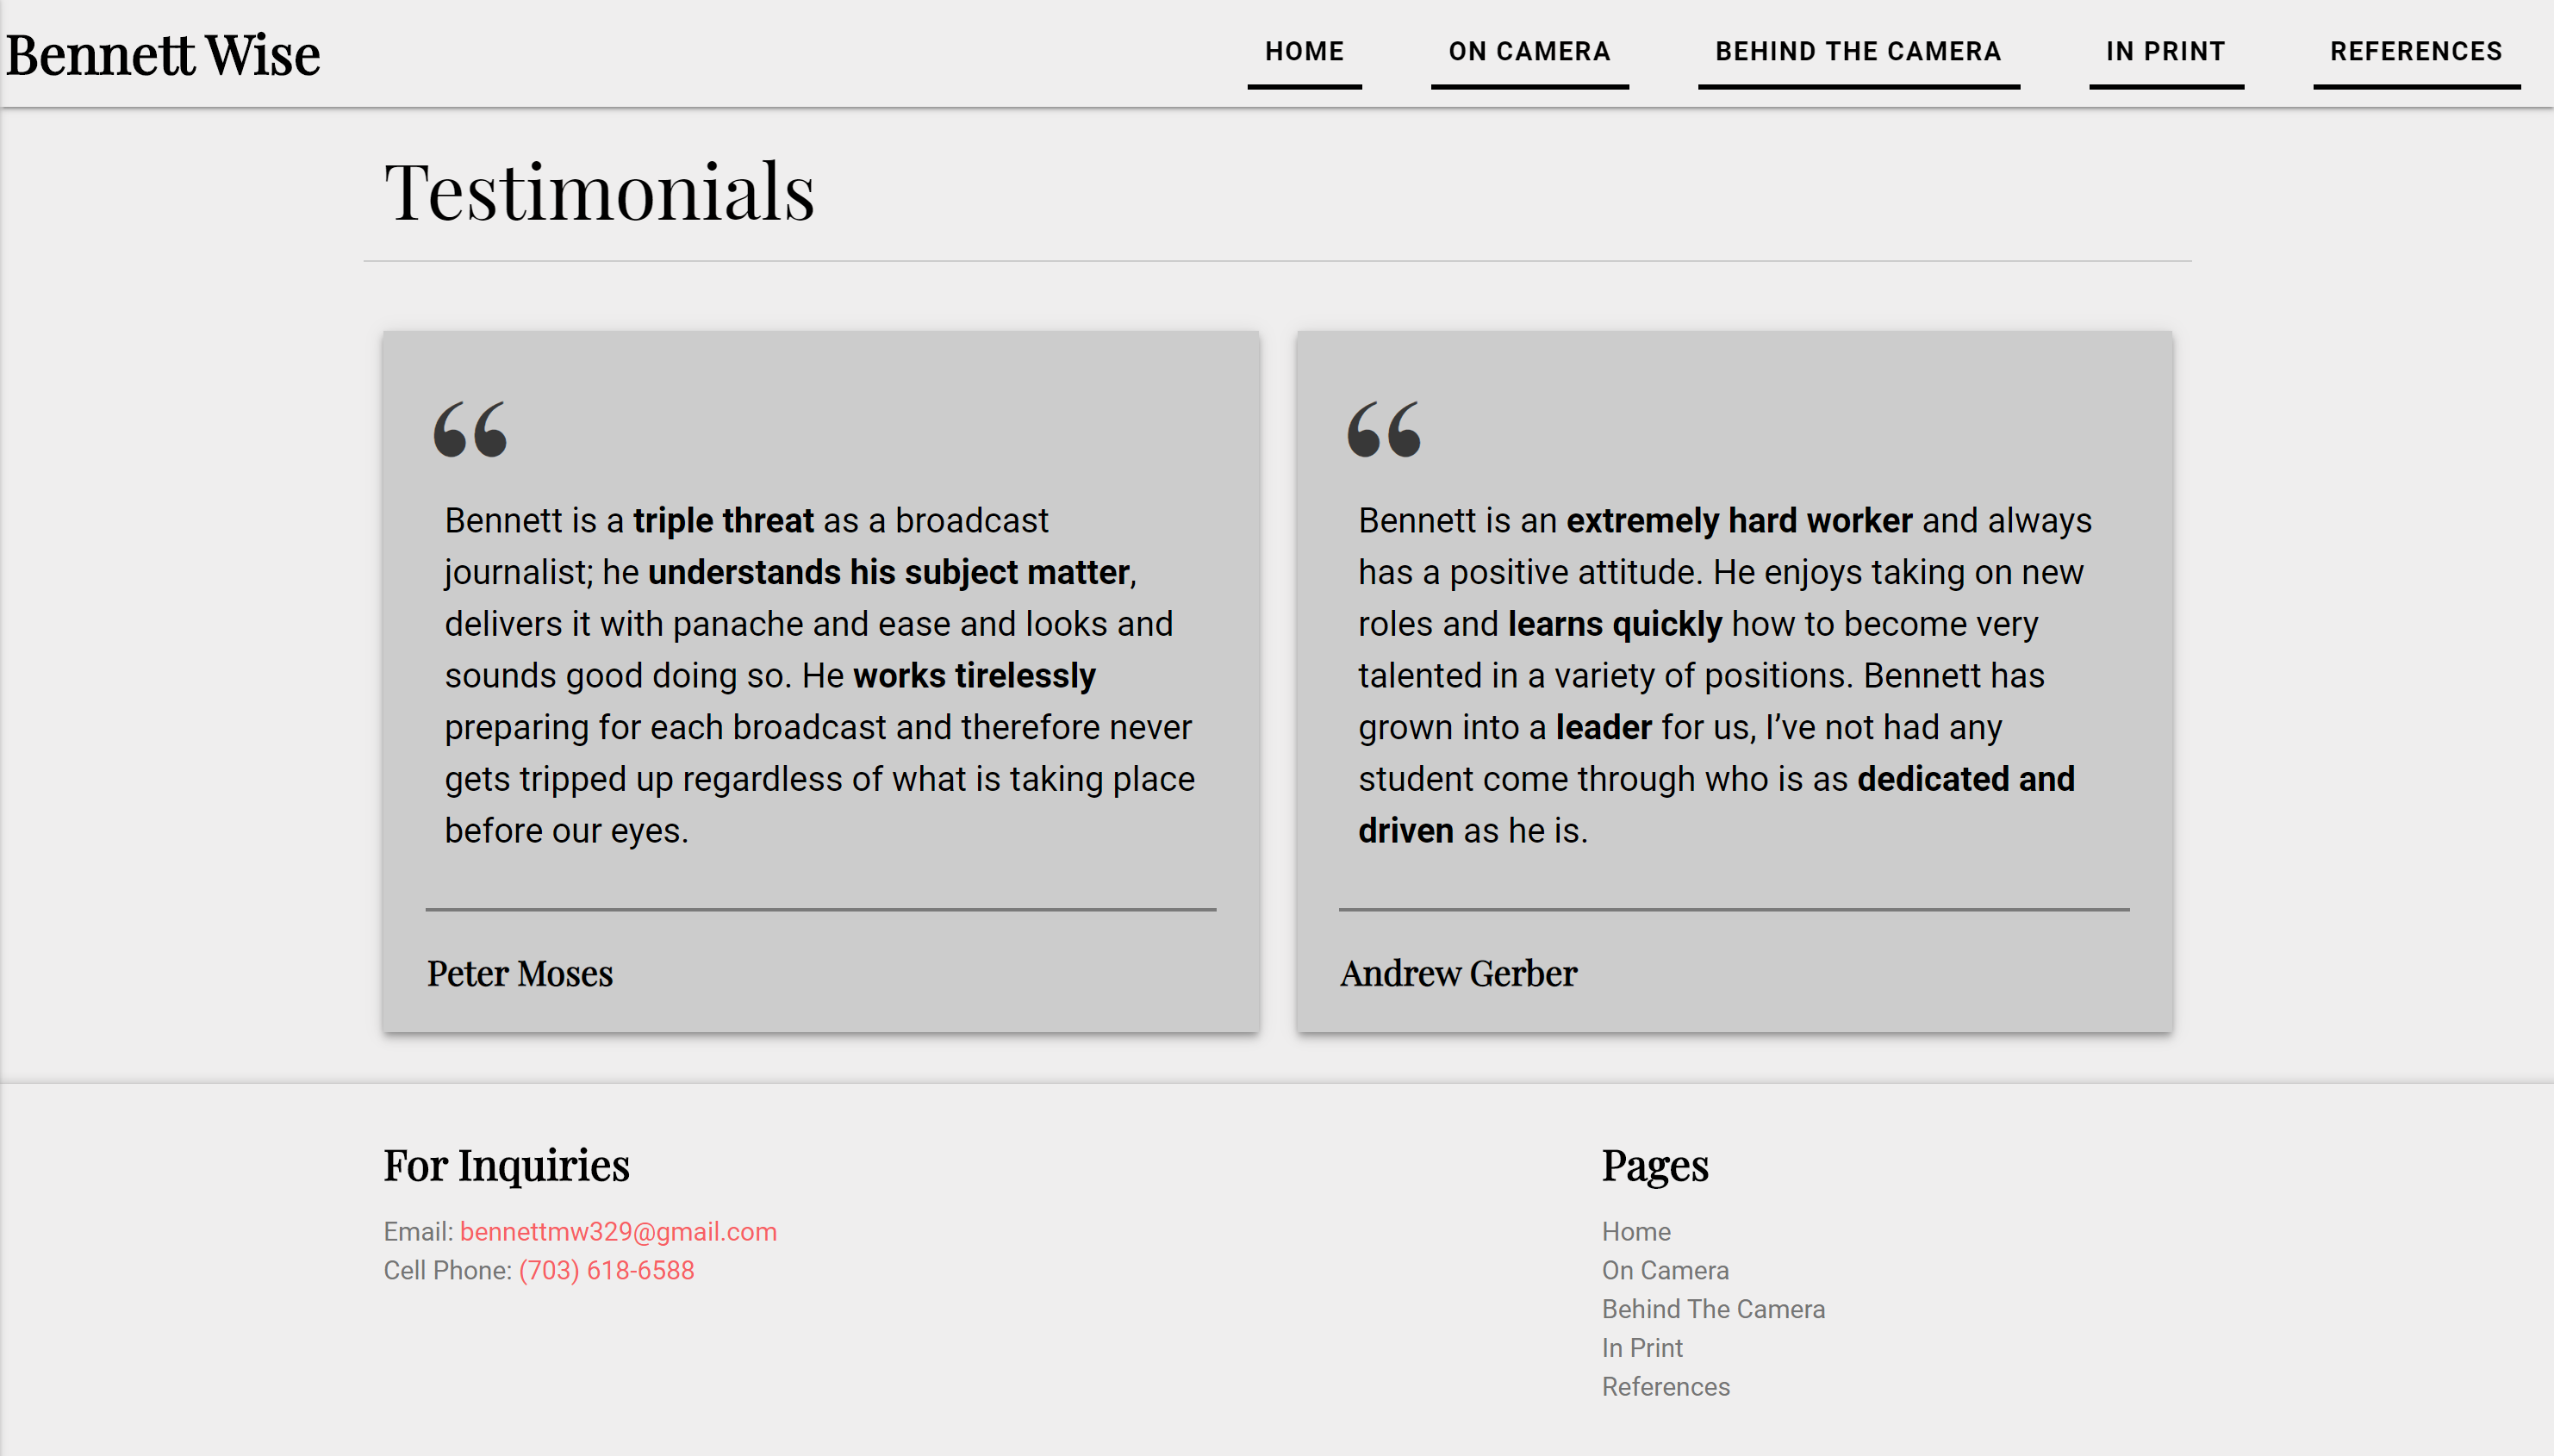 Bennett Wise
HOME
ON CAMERA
BEHIND THE CAMERA
IN PRINT
REFERENCES
Testimonials
“
Bennett is a triple threat as a broadcast
journalist; he understands his subject matter,
delivers it with panache and ease and looks and
sounds good doing so. He works tirelessly
preparing for each broadcast and therefore never
gets tripped up regardless of what is taking place
before our eyes.
Peter Moses
“
Bennett is an extremely hard worker and always
has a positive attitude. He enjoys taking on new
roles and learns quickly how to become very
talented in a variety of positions. Bennett has
grown into a leader for us, I’ve not had any
student come through who is as dedicated and
driven as he is.
Andrew Gerber
For Inquiries
Email: bennettmw329@gmail.com
Cell Phone: (703) 618-6588
Pages
Home
On Camera
Behind The Camera
In Print
References